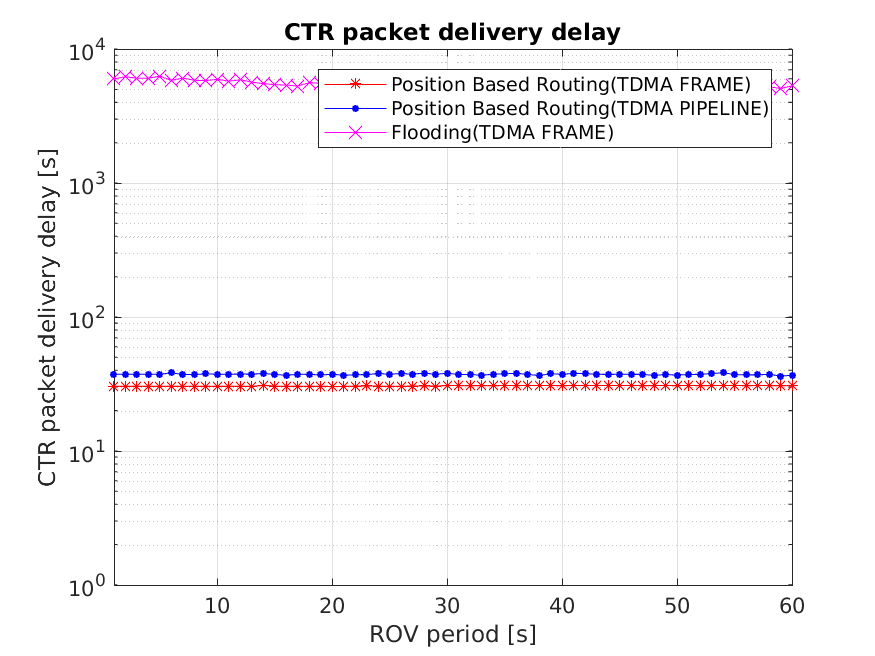 CTR packet delivery delay
10^4
10^3
10^2
10^1
10^0
CTR packet delivery delay [s]
Position Based Routing(TDMA FRAME)
Position Based Routing(TDMA PIPELINE)
Flooding(TDMA FRAME)
10 20 30 40 50 60
ROV period [s]